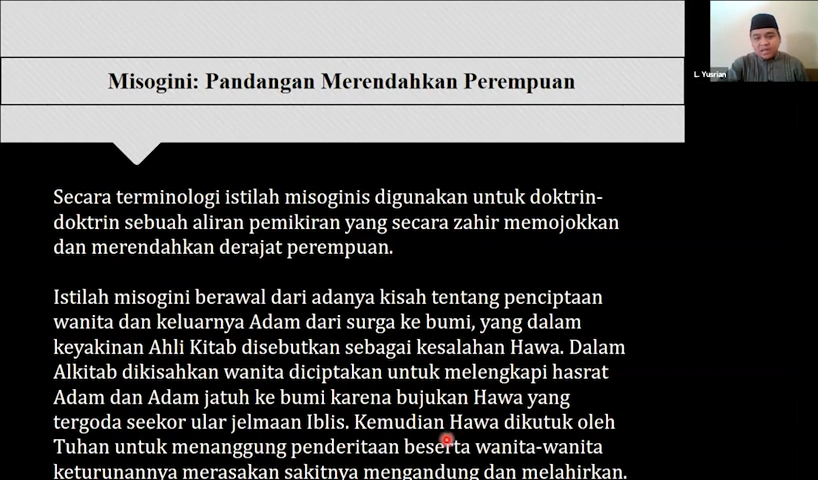 Misogini: Pandangan Merendahkan Perempuan
L. Yusrian
Secara terminologi istilah misoginis digunakan untuk doktrin-
doktrin sebuah aliran pemikiran yang secara zahir memojokkan
dan merendahkan derajat perempuan.
Istilah misogini berawal dari adanya kisah tentang penciptaan
wanita dan keluarnya Adam dari surga ke bumi, yang dalam
keyakinan Ahli Kitab disebutkan sebagai kesalahan Hawa. Dalam
Alkitab dikisahkan wanita diciptakan untuk melengkapi hasrat
Adam dan Adam jatuh ke bumi karena bujukan Hawa yang
tergoda seekor ular jelmaan Iblis. Kemudian Hawa dikutuk oleh
Tuhan untuk menanggung penderitaan beserta wanita-wanita
keturunannya merasakan sakitnya mengandung dan melahirkan.